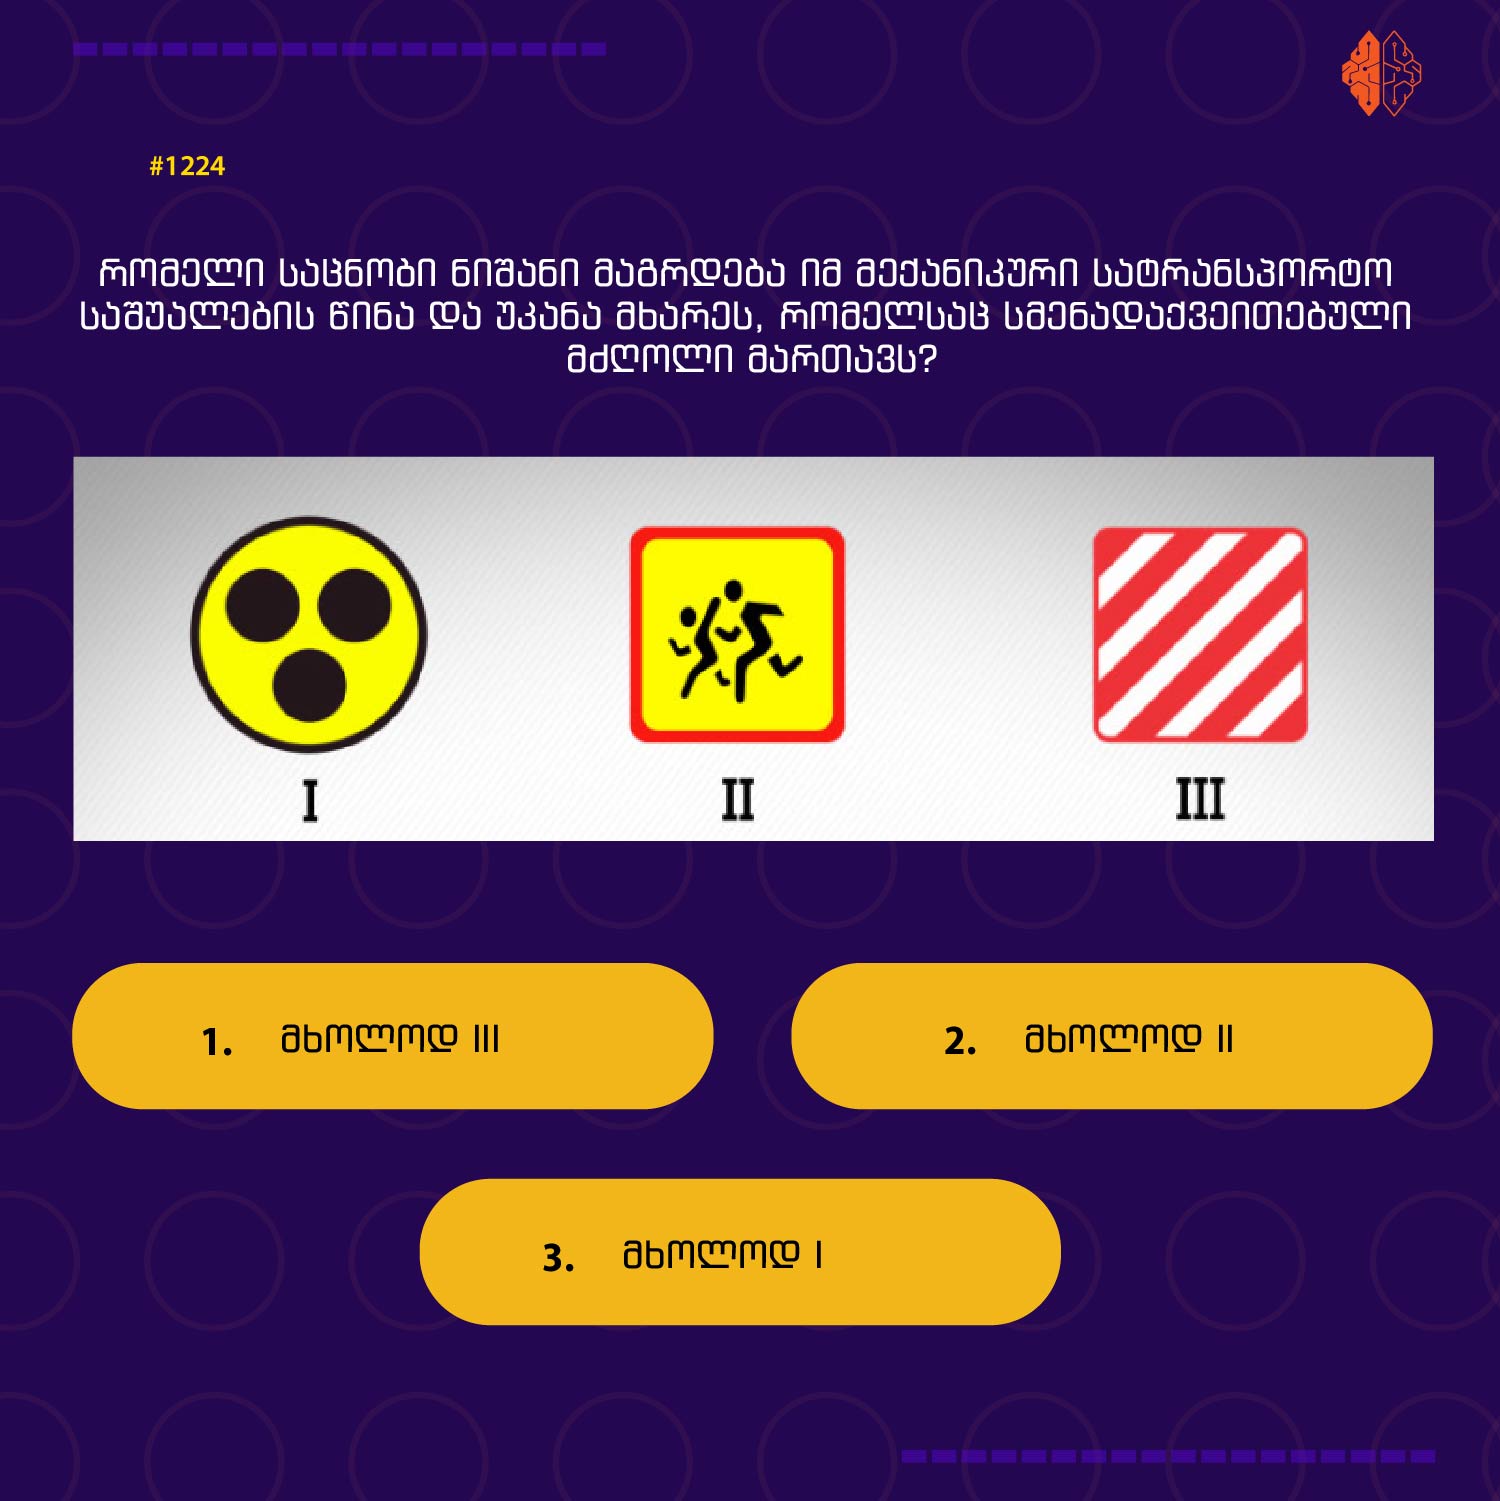 #1224
რომელი საცნობი ნიშანი მაგრდება იმ მექანიკური სატრანსპორტო
საშუალების წინა და უკანა მხარეს, რომელსაც სმენადაქვეითებული
მძღოლი მართავს?
I II III
1. მხოლოდ III
2. მხოლოდ II
3. მხოლოდ I